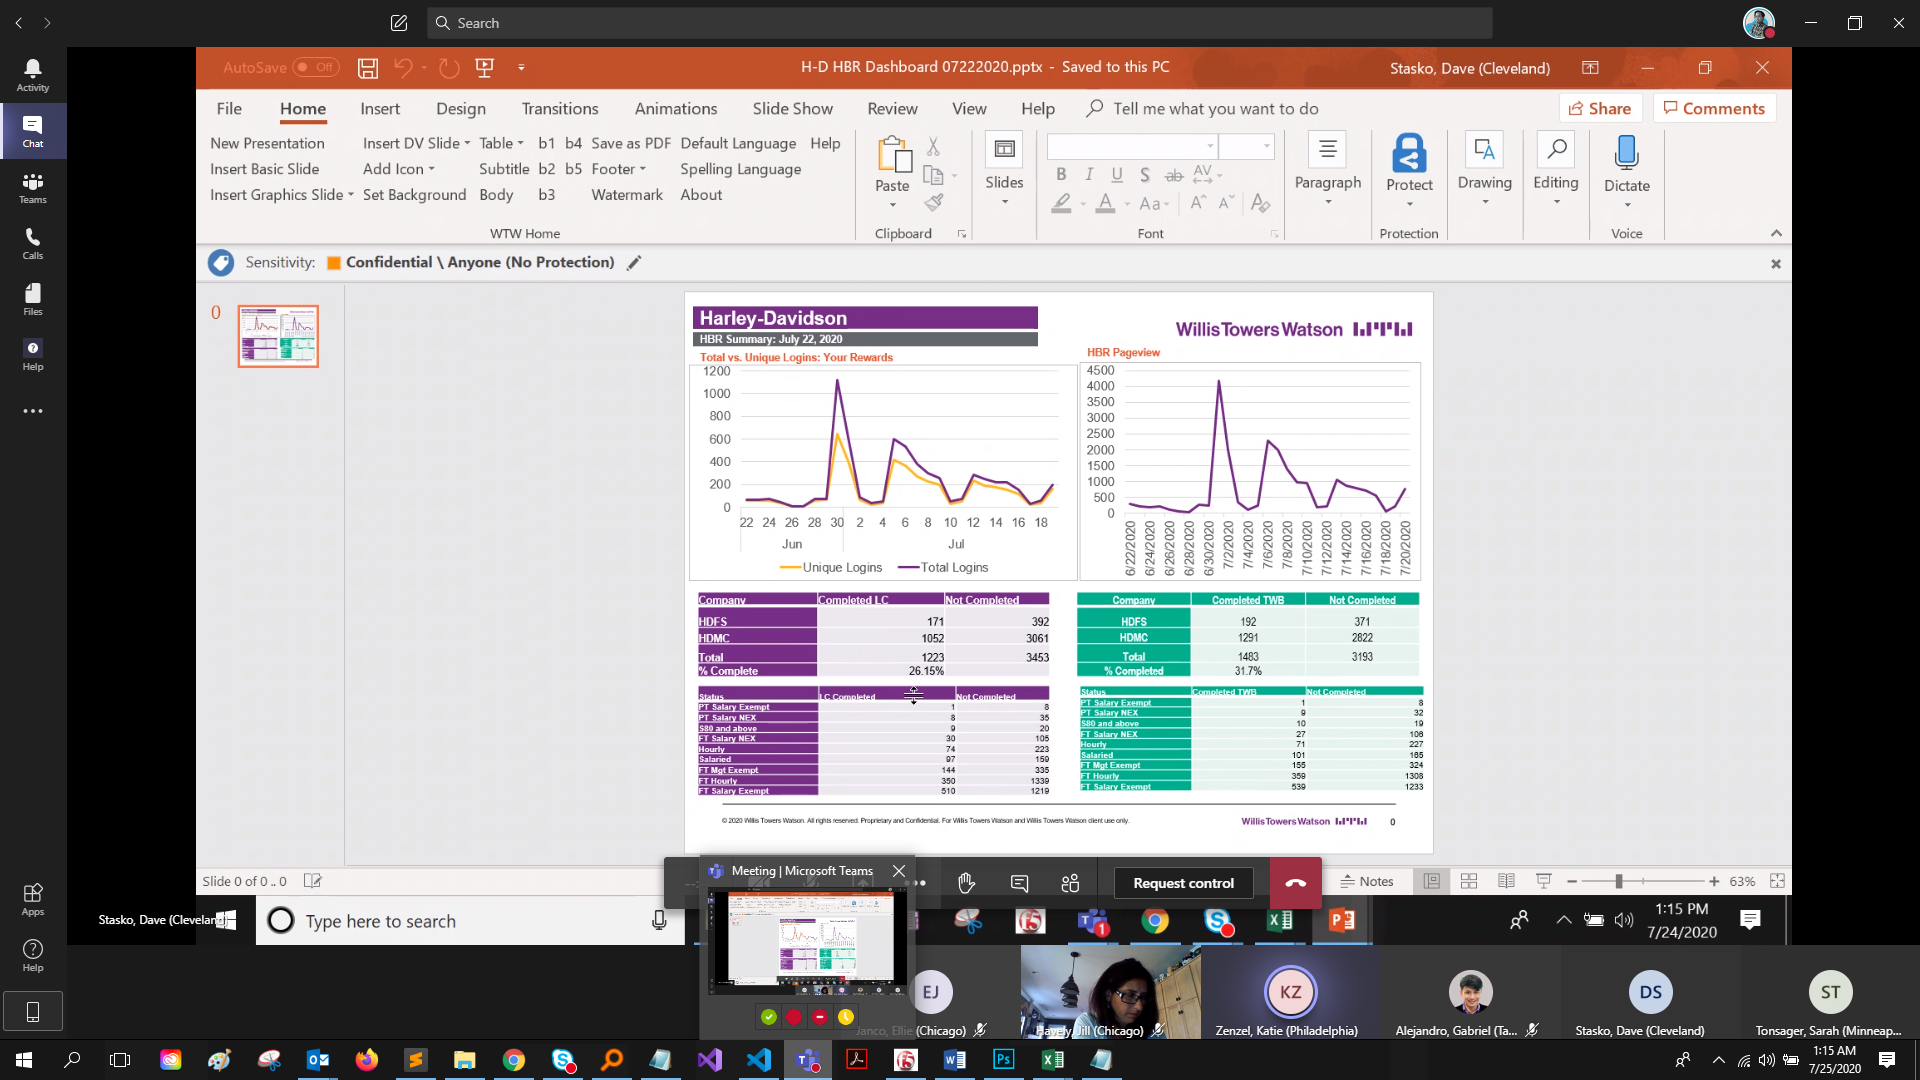 Search
Activity
Chat
Teams
Calls
Files
Help
Apps
Help
AutoSave Off
H-D HBR Dashboard 07222020.pptx - Saved to this PC
Stasko, Dave (Cleveland)
File Home Insert Design Transitions Animations Slide Show Review View Help Tell me what you want to do
Share Comments
New Presentation Insert DV Slide Table b1 b4 Save as PDF Default Language Help
Insert Basic Slide Add Icon Subtitle b2 b5 Footer Spelling Language
Insert Graphics Slide Set Background Body b3 Watermark About
WTW Home
Paste Slides Paragraph Protect Drawing Editing Dictate
Clipboard Font Protection Voice
Sensitivity: Confidential \ Anyone (No Protection)
0
Harley-Davidson
HBR Summary: July 22, 2020
Willis Towers Watson
Total vs. Unique Logins: Your Rewards
1200
1000
800
600
400
200
0
22 24 26 28 30 2 4 6 8 10 12 14 16 18
Jun Jul
Unique Logins Total Logins
HBR Pageview
4500
4000
3500
3000
2500
2000
1500
1000
500
0
6/22/2020 6/24/2020 6/26/2020 6/28/2020 6/30/2020 7/2/2020 7/4/2020 7/6/2020 7/8/2020 7/10/2020 7/12/2020 7/14/2020 7/16/2020 7/18/2020 7/20/2020
Company Completed LC Not Completed
HDFS 171 392
HDMC 1052 3061
Total 1223 3453
% Complete 26.15%
Company Completed TWB Not Completed
HDFS 192 371
HDMC 1291 2822
Total 1483 3193
% Completed 31.7%
Status LC Completed Not Completed
PT Salary Exempt 1 8
PT Salary NEX 8 35
S80 and above 9 20
FT Salary NEX 30 105
Hourly 74 223
Salaried 97 159
FT Mgt Exempt 144 335
FT Hourly 350 1339
FT Salary Exempt 510 1219
Status Completed TWB Not Completed
PT Salary Exempt 1 8
PT Salary NEX 9 32
S80 and above 10 19
FT Salary NEX 27 108
Hourly 71 227
Salaried 101 155
FT Mgt Exempt 155 324
FT Hourly 359 1308
FT Salary Exempt 539 1233
© 2020 Willis Towers Watson. All rights reserved. Proprietary and Confidential. For Willis Towers Watson and Willis Towers Watson client use only.
Willis Towers Watson 0
Slide 0 of 0 .. 0
Meeting | Microsoft Teams
Request control
Notes
63%
Stasko, Dave (Cleveland
Type here to search
1:15 PM
7/24/2020
EJ
KZ
DS
ST
Janco, Ellie (Chicago)
Havely, Jill (Chicago)
Zenzel, Katie (Philadelphia)
Alejandro, Gabriel (Ta...
Stasko, Dave (Cleveland)
Tonsager, Sarah (Minneap...
1:15 AM
7/25/2020